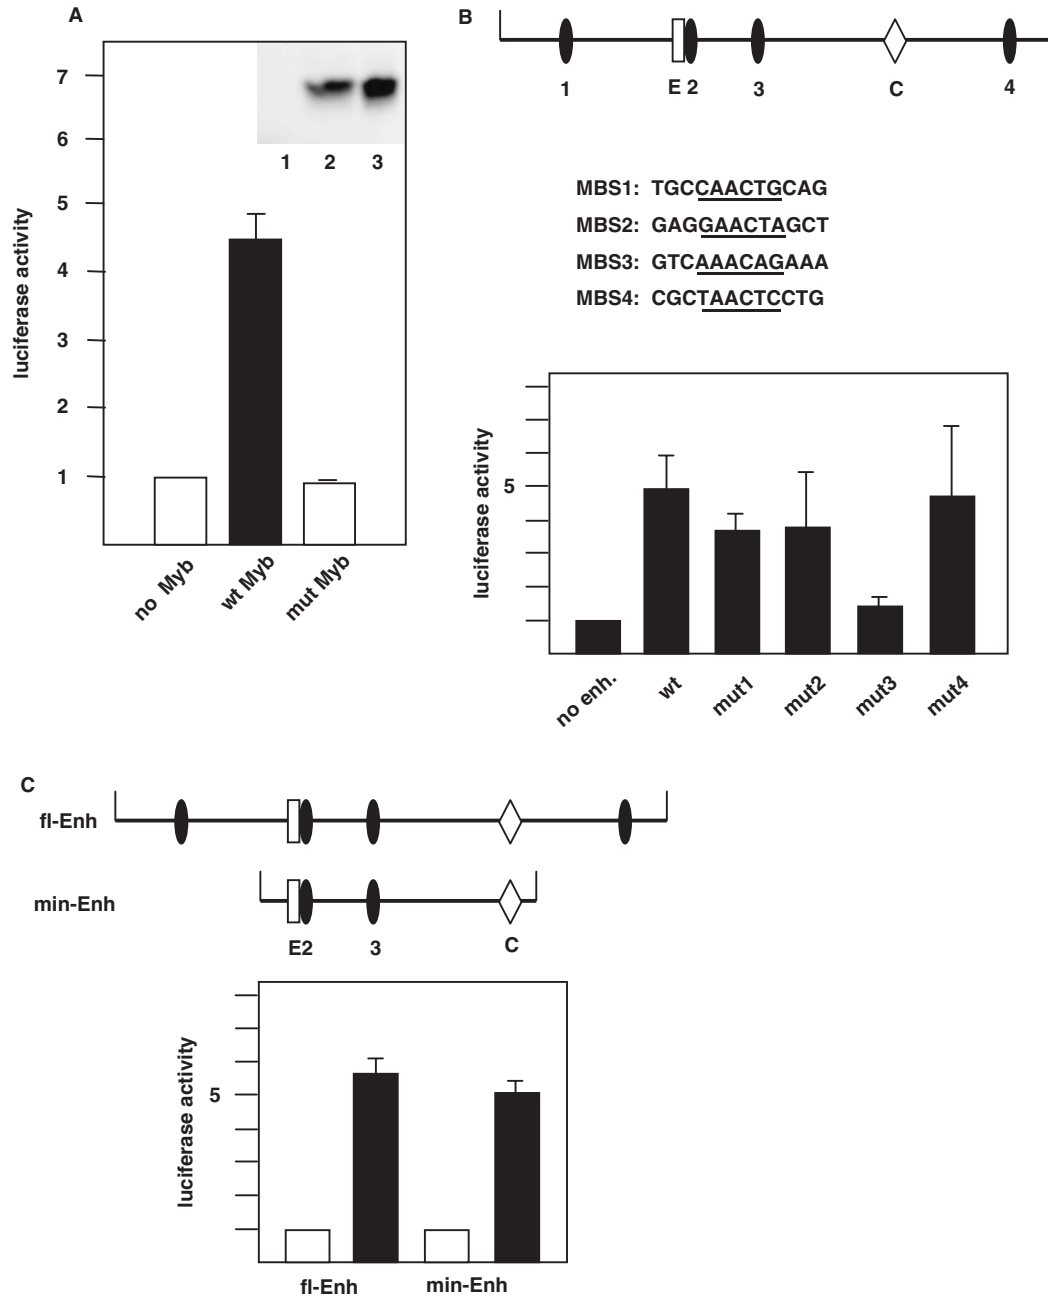 A
7
6
5
4
3
2
1
luciferase activity
1 2 3
no Myb
wt Myb
mut Myb
B
1 E 2 3 C 4
MBS1: TGCCAACTGCAG
MBS2: GAGGAACTAGCT
MBS3: GTCAAACAGAAA
MBS4: CGCTAACTCCTG
luciferase activity
5
no enh.
wt
mut1
mut2
mut3
mut4
C
fl-Enh
min-Enh
E2 3 C
luciferase activity
5
fl-Enh min-Enh